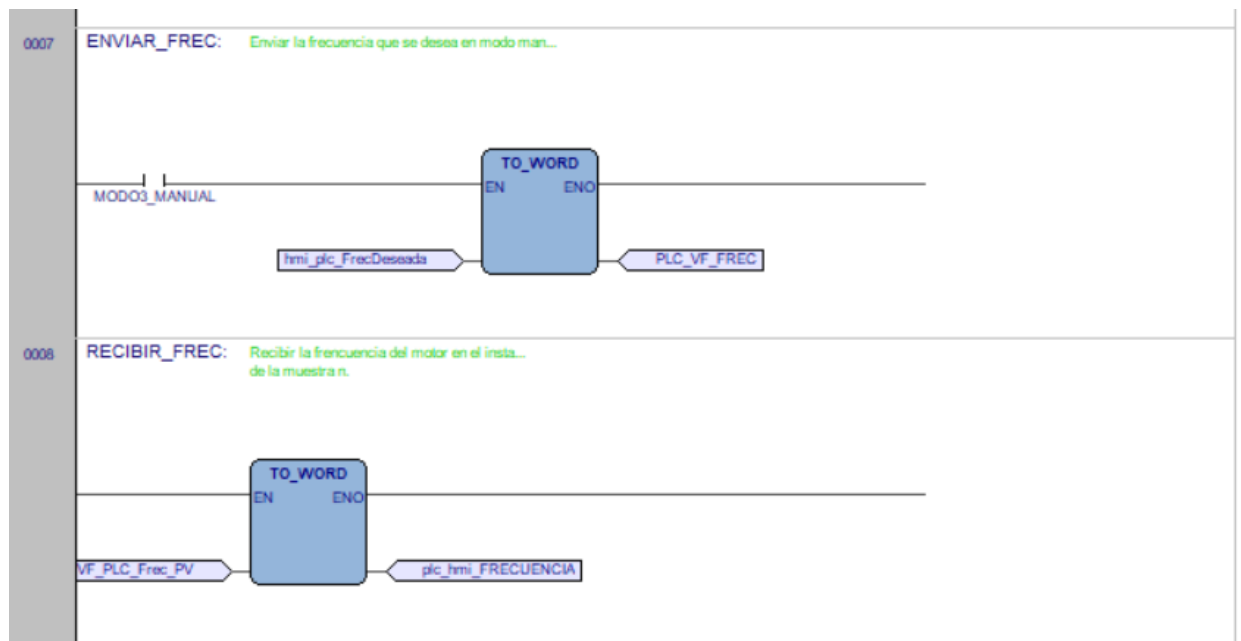 0007 ENVIAR_FREC: Enviar la frecuencia que se desea en modo man...
TO_WORD
EN ENO
MODO3_MANUAL
hmi_plc_FrecDeseada PLC_VF_FREC
0008 RECIBIR_FREC: Recibir la frencuencia del motor en el insta...
de la muestra n.
TO_WORD
EN ENO
VF_PLC_Frec_PV plc_hmi_FRECUENCIA